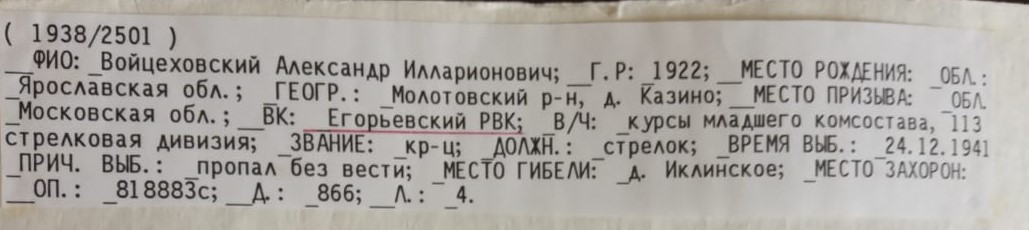 ( 1938/2501 )
__ФИО: _Войцеховский Александр Илларионович; __Г.Р: _1922; __МЕСТО РОЖДЕНИЯ: _ОБЛ.:
_Ярославская обл.; _ГЕОГР.: _Молотовский р-н, д. Казино; __МЕСТО ПРИЗЫВА: _ОБЛ
_Московская обл.; __ВК: __Егорьевский РВК; _В/Ч: _курсы младшего комсостава, 113
стрелковая дивизия; _ЗВАНИЕ: _кр-ц; _ДОЛЖН.: _стрелок; _ВРЕМЯ ВЫБ.: _24.12.1941
_ПРИЧ. ВЫБ.: _пропал без вести; _МЕСТО ГИБЕЛИ: _д. Иклинское; _МЕСТО ЗАХОРОН:
__ОП.: _818883с; __Д.: _866; __Л.: _4.